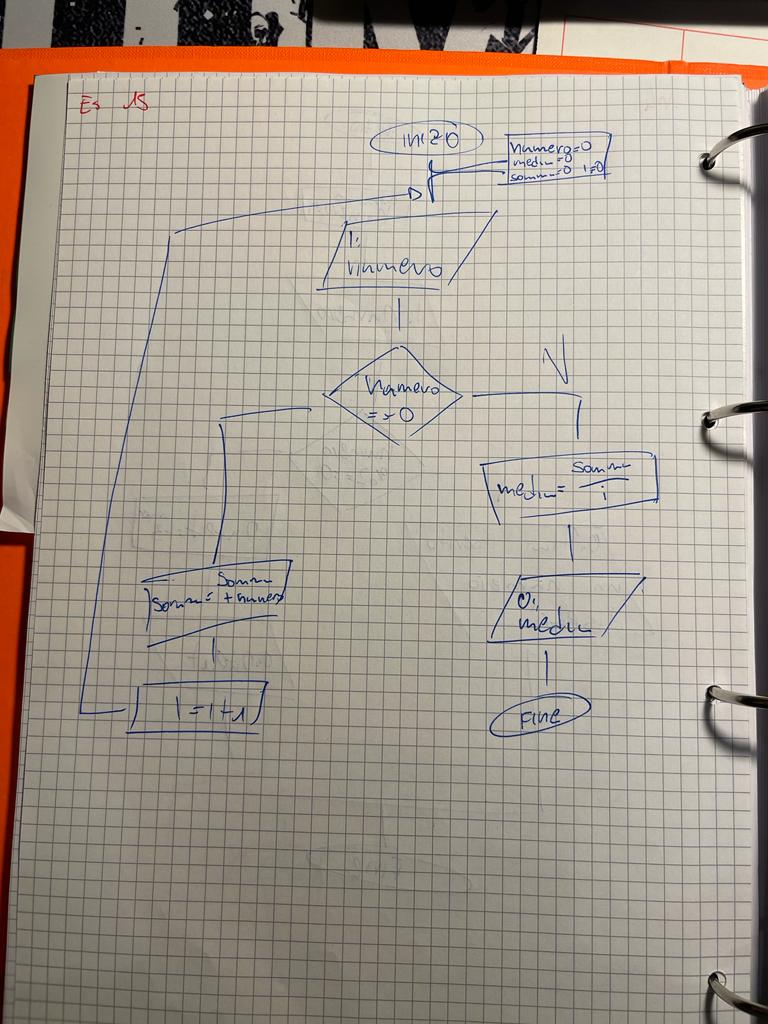 Es 15
inizio
numero=0
media=0
somma=0 i=0
I:
numero
numero
=>0
N
somma
media= i
somma
somma= +numero
O:
media
I=I+1
Fine